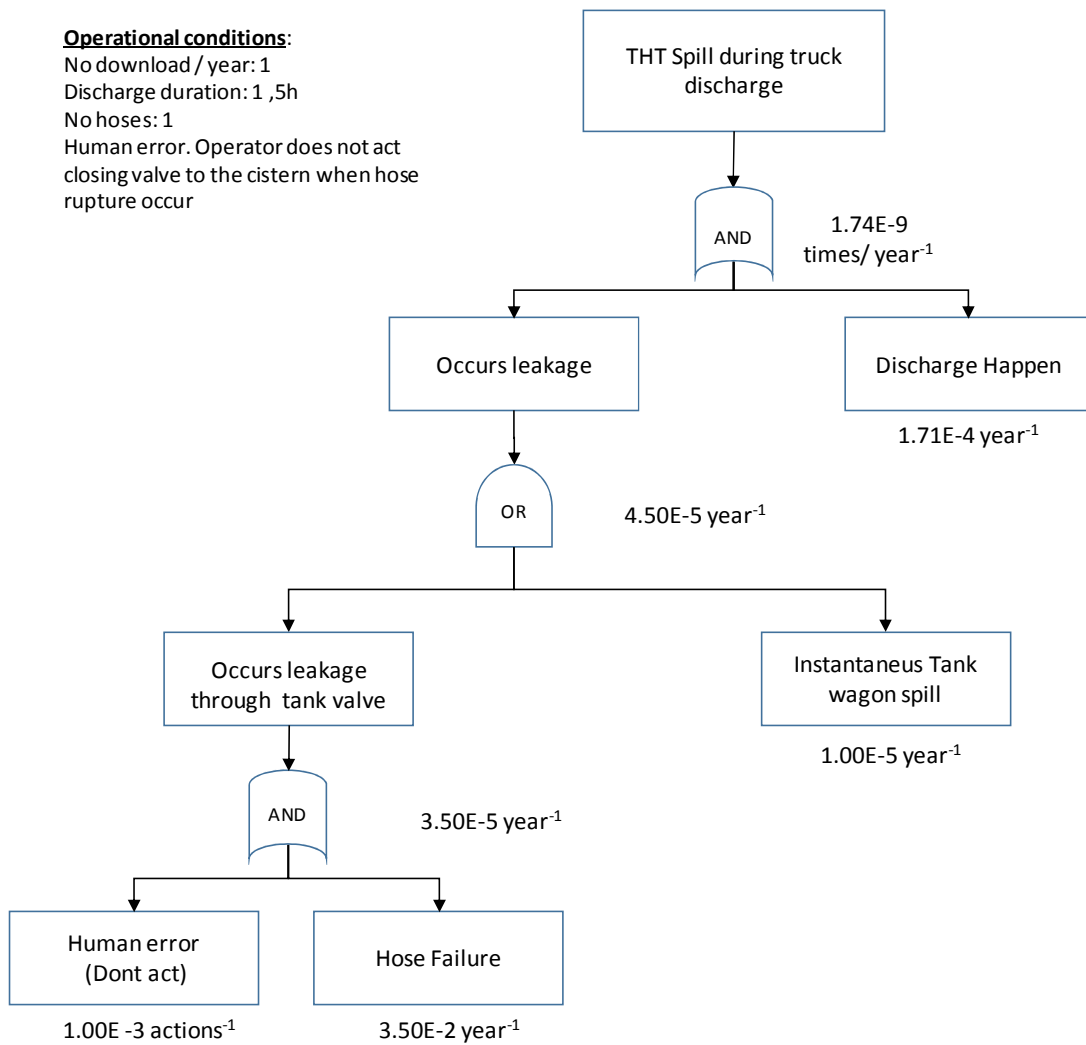 Operational conditions:
No download / year: 1
Discharge duration: 1 ,5h
No hoses: 1
Human error. Operator does not act
closing valve to the cistern when hose
rupture occur
THT Spill during truck
discharge
AND
1.74E-9
times/ year-1
Occurs leakage
Discharge Happen
1.71E-4 year-1
OR
4.50E-5 year-1
Occurs leakage
through tank valve
Instantaneus Tank
wagon spill
1.00E-5 year-1
AND
3.50E-5 year-1
Human error
(Dont act)
Hose Failure
1.00E -3 actions-1
3.50E-2 year-1